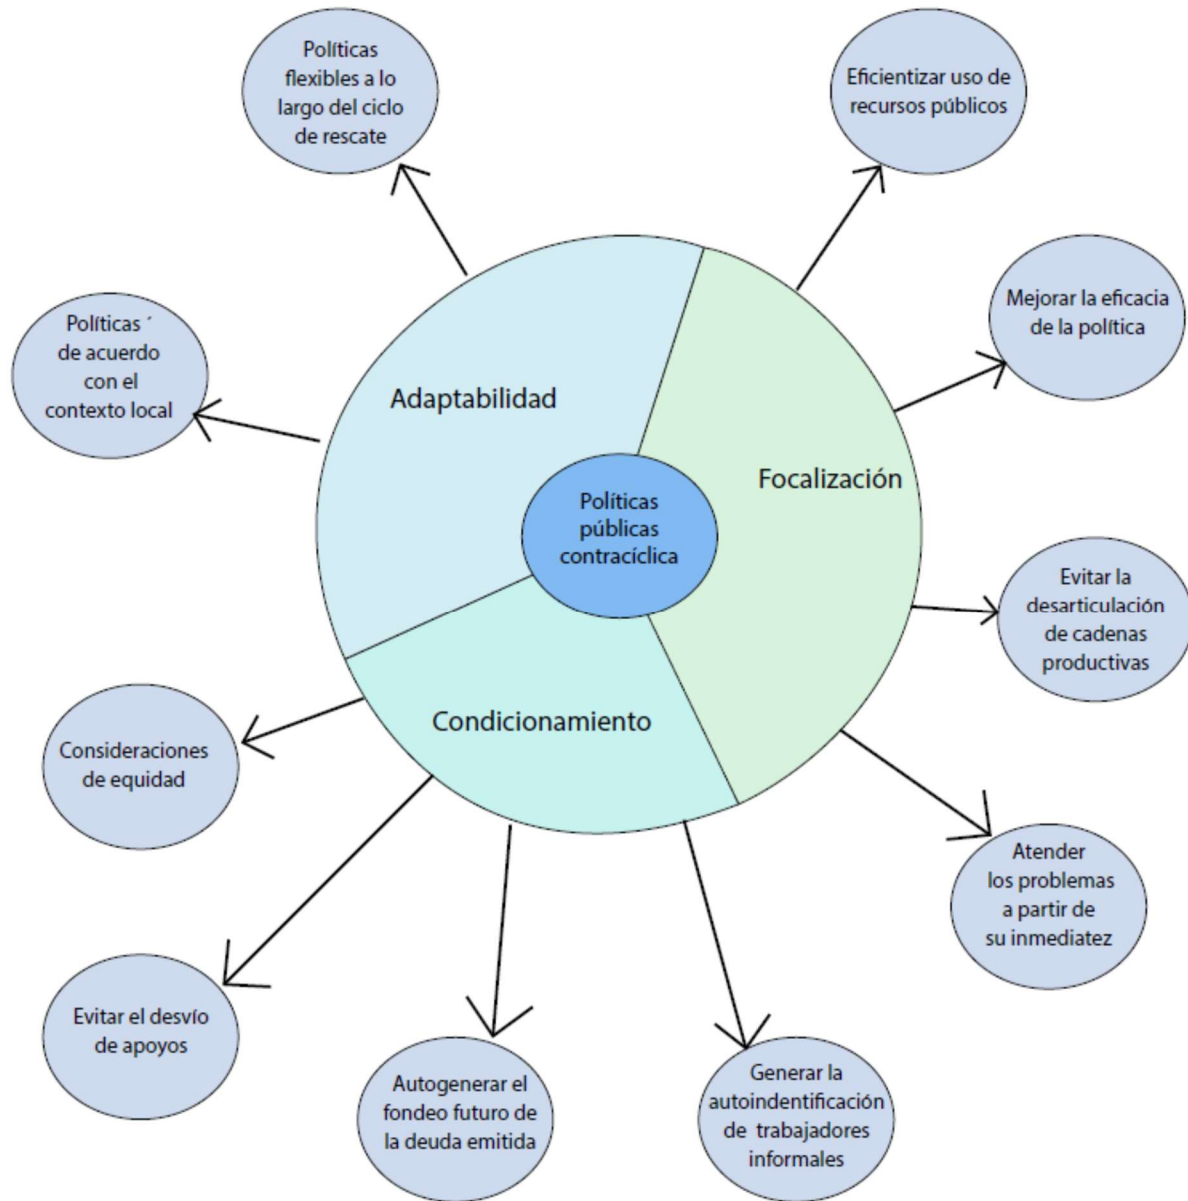 Políticas
flexibles a lo
largo del ciclo
de rescate
Eficientizar uso de
recursos públicos
Mejorar la eficacia
de la política
Políticas ´
de acuerdo
con el
contexto local
Adaptabilidad
Focalización
Políticas
públicas
contracíclica
Evitar la
desarticulación
de cadenas
productivas
Condicionamiento
Consideraciones
de equidad
Atender
los problemas
a partir de
su inmediatez
Evitar el desvío
de apoyos
Autogenerar el
fondeo futuro de
la deuda emitida
Generar la
autoindentificación
de trabajadores
informales